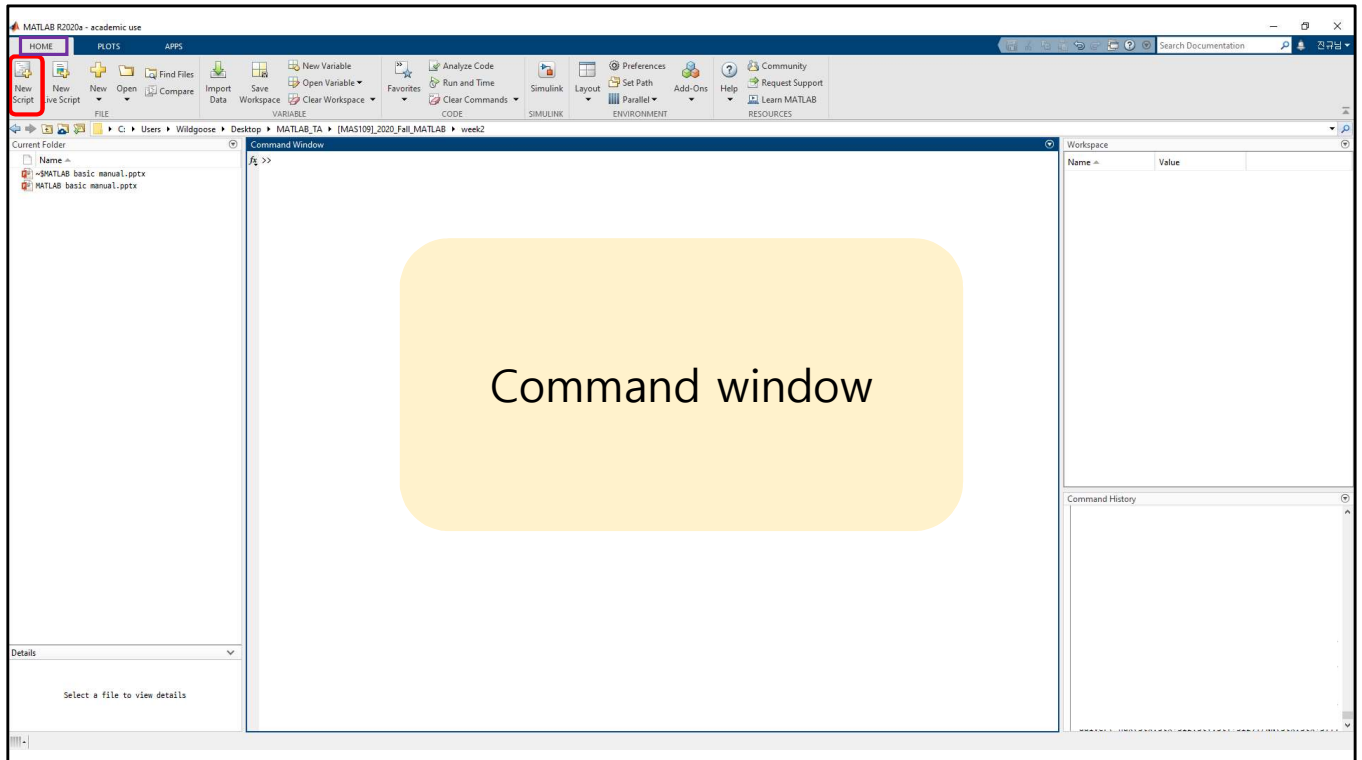 MATLAB R2020a - academic use
HOME PLOTS APPS
Search Documentation
진규님
New Script
New Live Script
New
Open
Find Files
Compare
Import Data
Save Workspace
New Variable
Open Variable
Clear Workspace
Favorites
Analyze Code
Run and Time
Clear Commands
Simulink
Layout
Preferences
Set Path
Parallel
Add-Ons
Help
Community
Request Support
Learn MATLAB
FILE VARIABLE CODE SIMULINK ENVIRONMENT RESOURCES
C: Users Wildgoose Desktop MATLAB_TA [MAS109]_2020_Fall_MATLAB week2
Current Folder
Name
~$MATLAB basic manual.pptx
MATLAB basic manual.pptx
Details
Select a file to view details
Command Window
fx >>
Command window
Workspace
Name Value
Command History